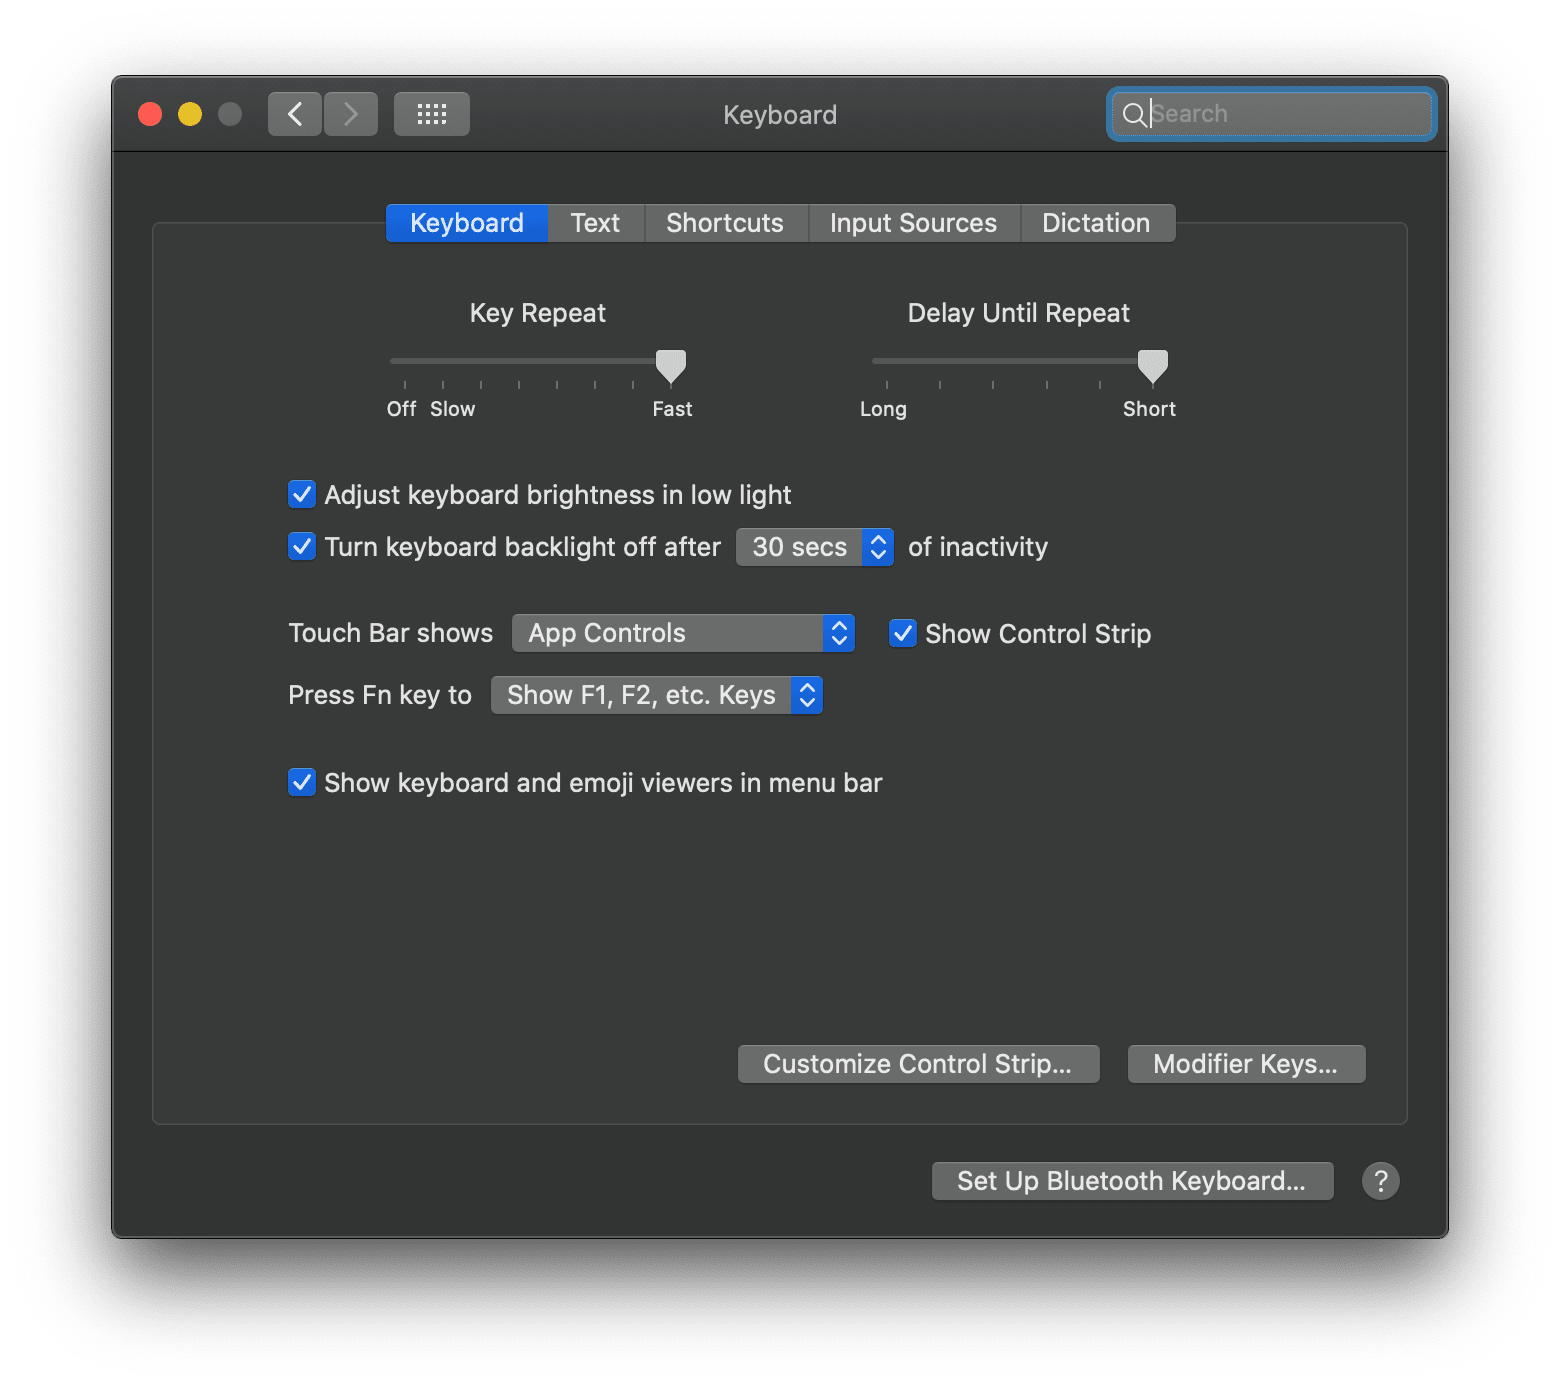 Keyboard
Search
Keyboard Text Shortcuts Input Sources Dictation
Key Repeat Delay Until Repeat
Off Slow Fast Long Short
Adjust keyboard brightness in low light
Turn keyboard backlight off after 30 secs of inactivity
Touch Bar shows App Controls Show Control Strip
Press Fn key to Show F1, F2, etc. Keys
Show keyboard and emoji viewers in menu bar
Customize Control Strip... Modifier Keys...
Set Up Bluetooth Keyboard... ?